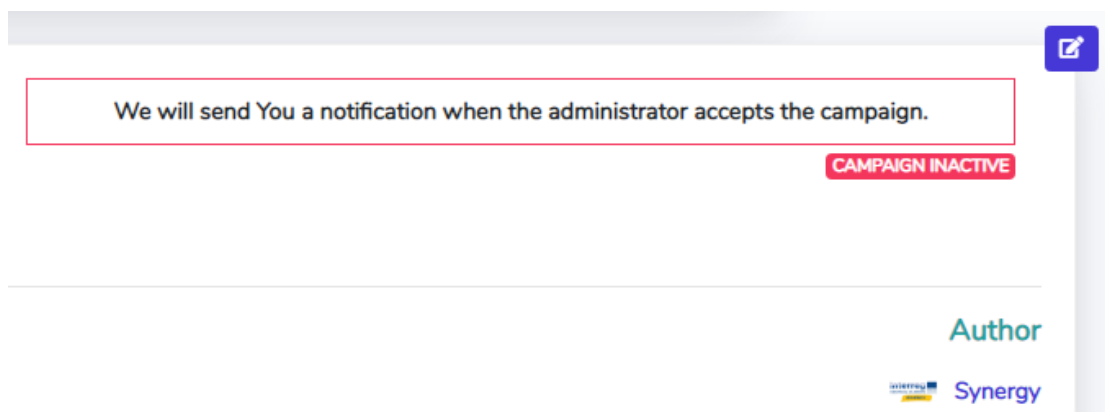 We will send You a notification when the administrator accepts the campaign.
CAMPAIGN INACTIVE
Author
Synergy